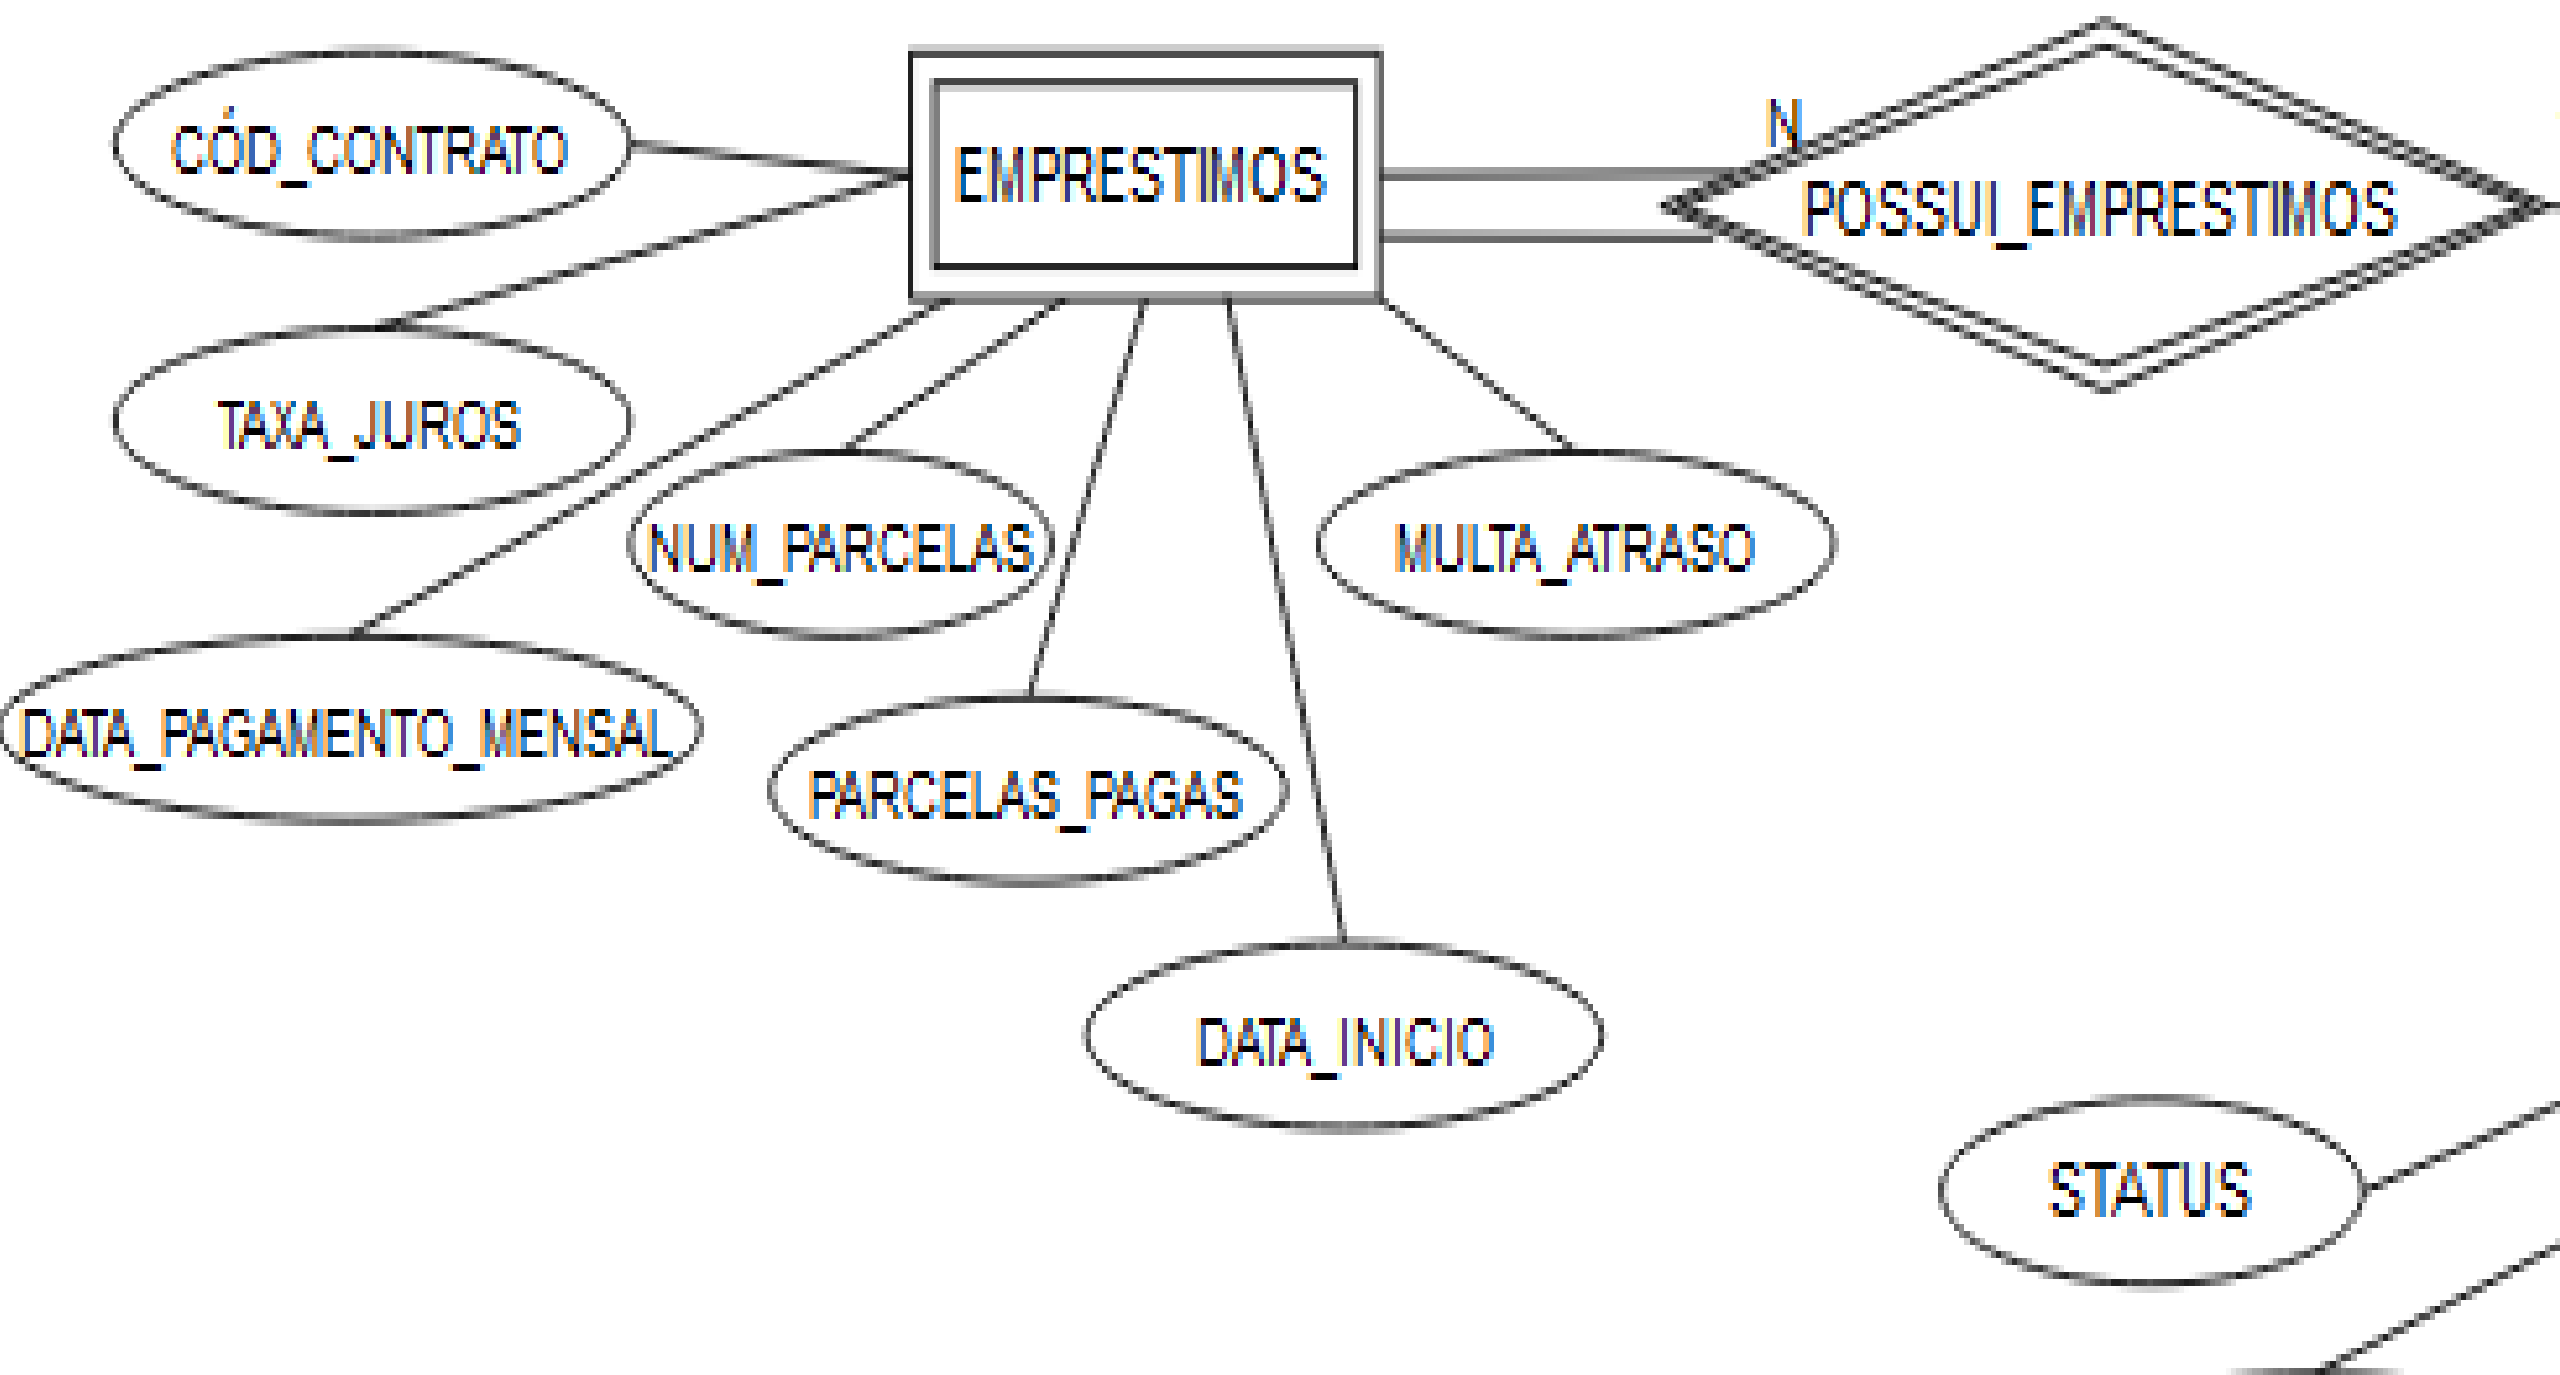 CÓD_CONTRATO
EMPRESTIMOS
N
POSSUI_EMPRESTIMOS
TAXA_JUROS
NUM_PARCELAS
MULTA_ATRASO
DATA_PAGAMENTO_MENSAL
PARCELAS_PAGAS
DATA_INICIO
STATUS